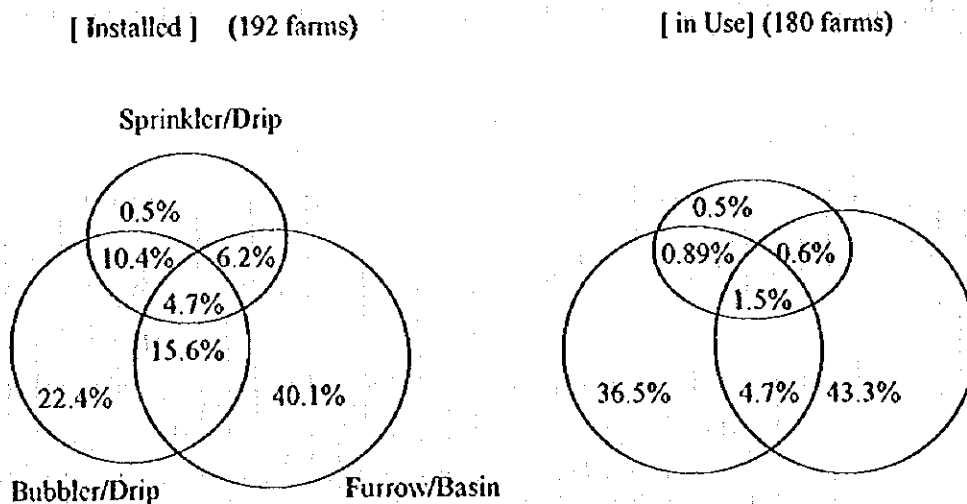 [ Installed ] (192 farms)
[ in Use] (180 farms)
Sprinkler/Drip
0.5%
10.4%
6.2%
4.7%
15.6%
22.4%
40.1%
Bubbler/Drip
Furrow/Basin
0.5%
0.89%
0.6%
1.5%
36.5%
4.7%
43.3%